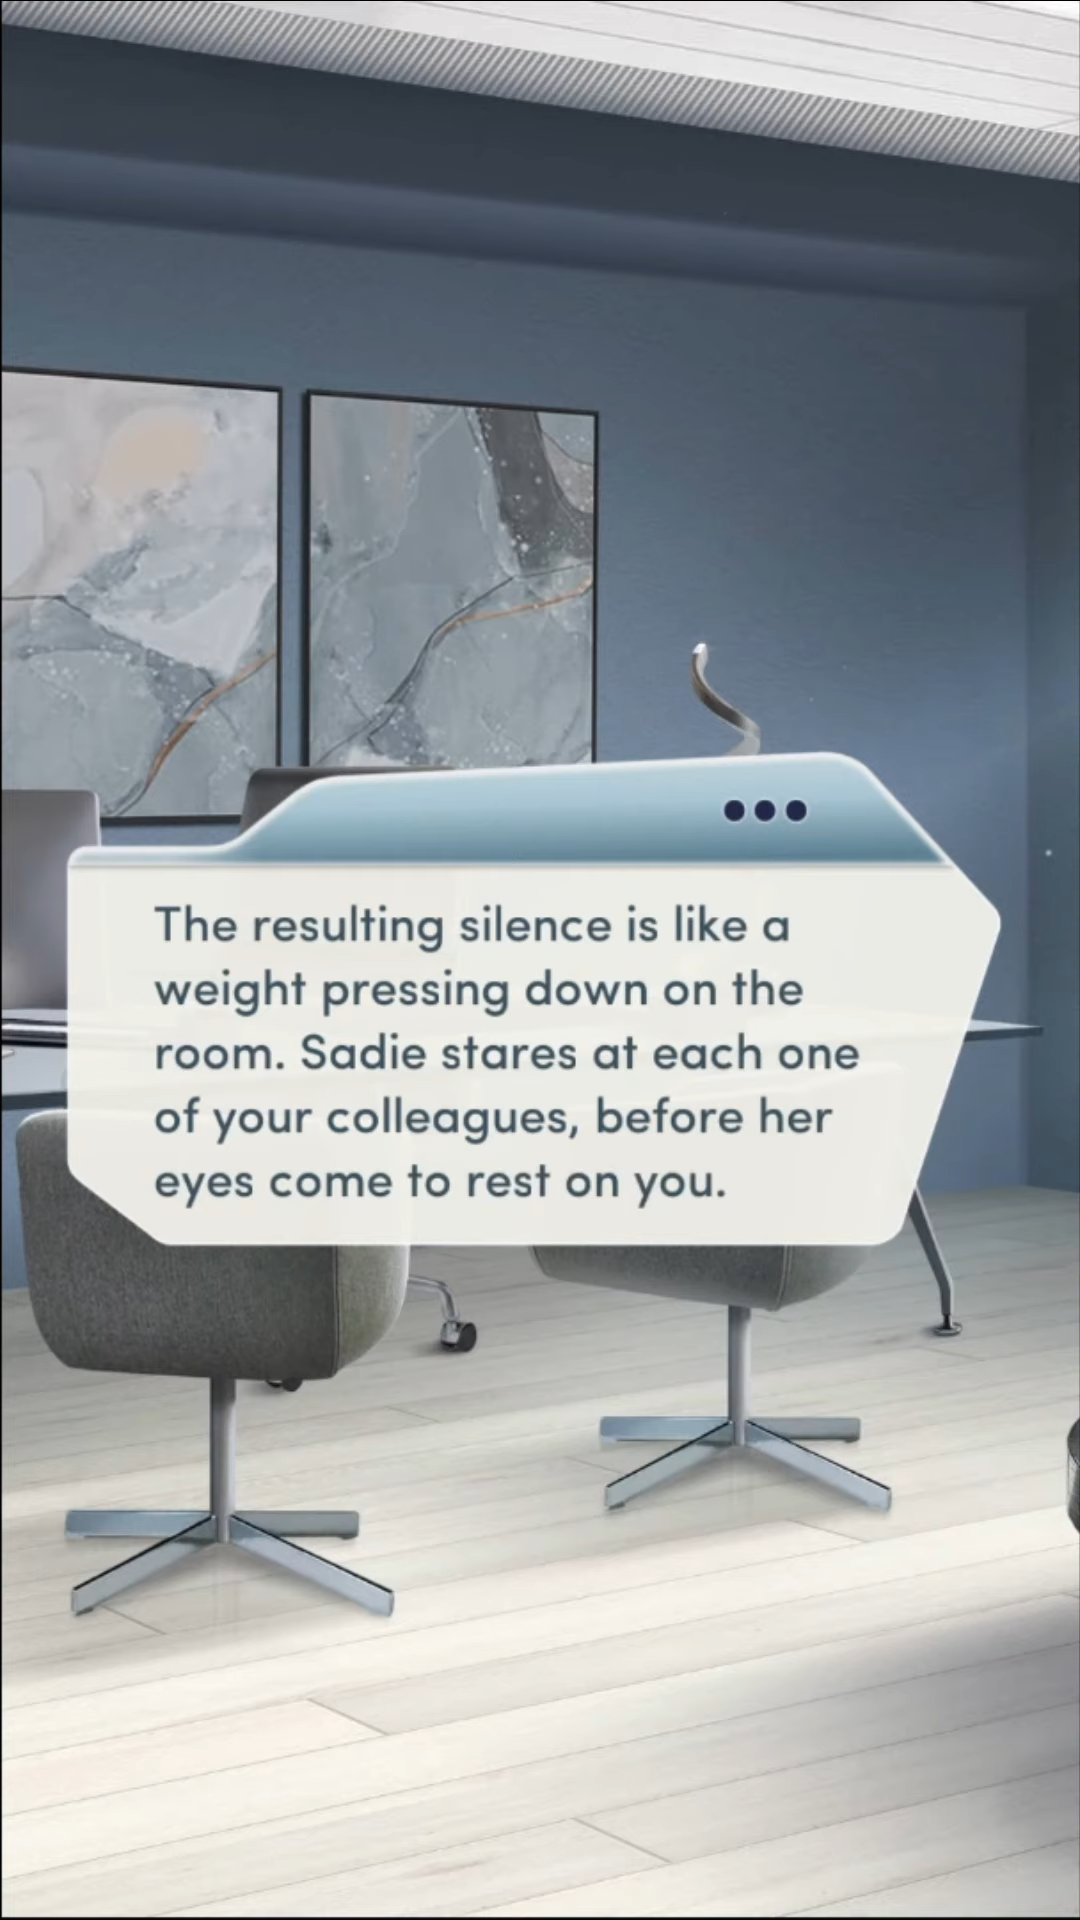 The resulting silence is like a
weight pressing down on the
room. Sadie stares at each one
of your colleagues, before her
eyes come to rest on you.